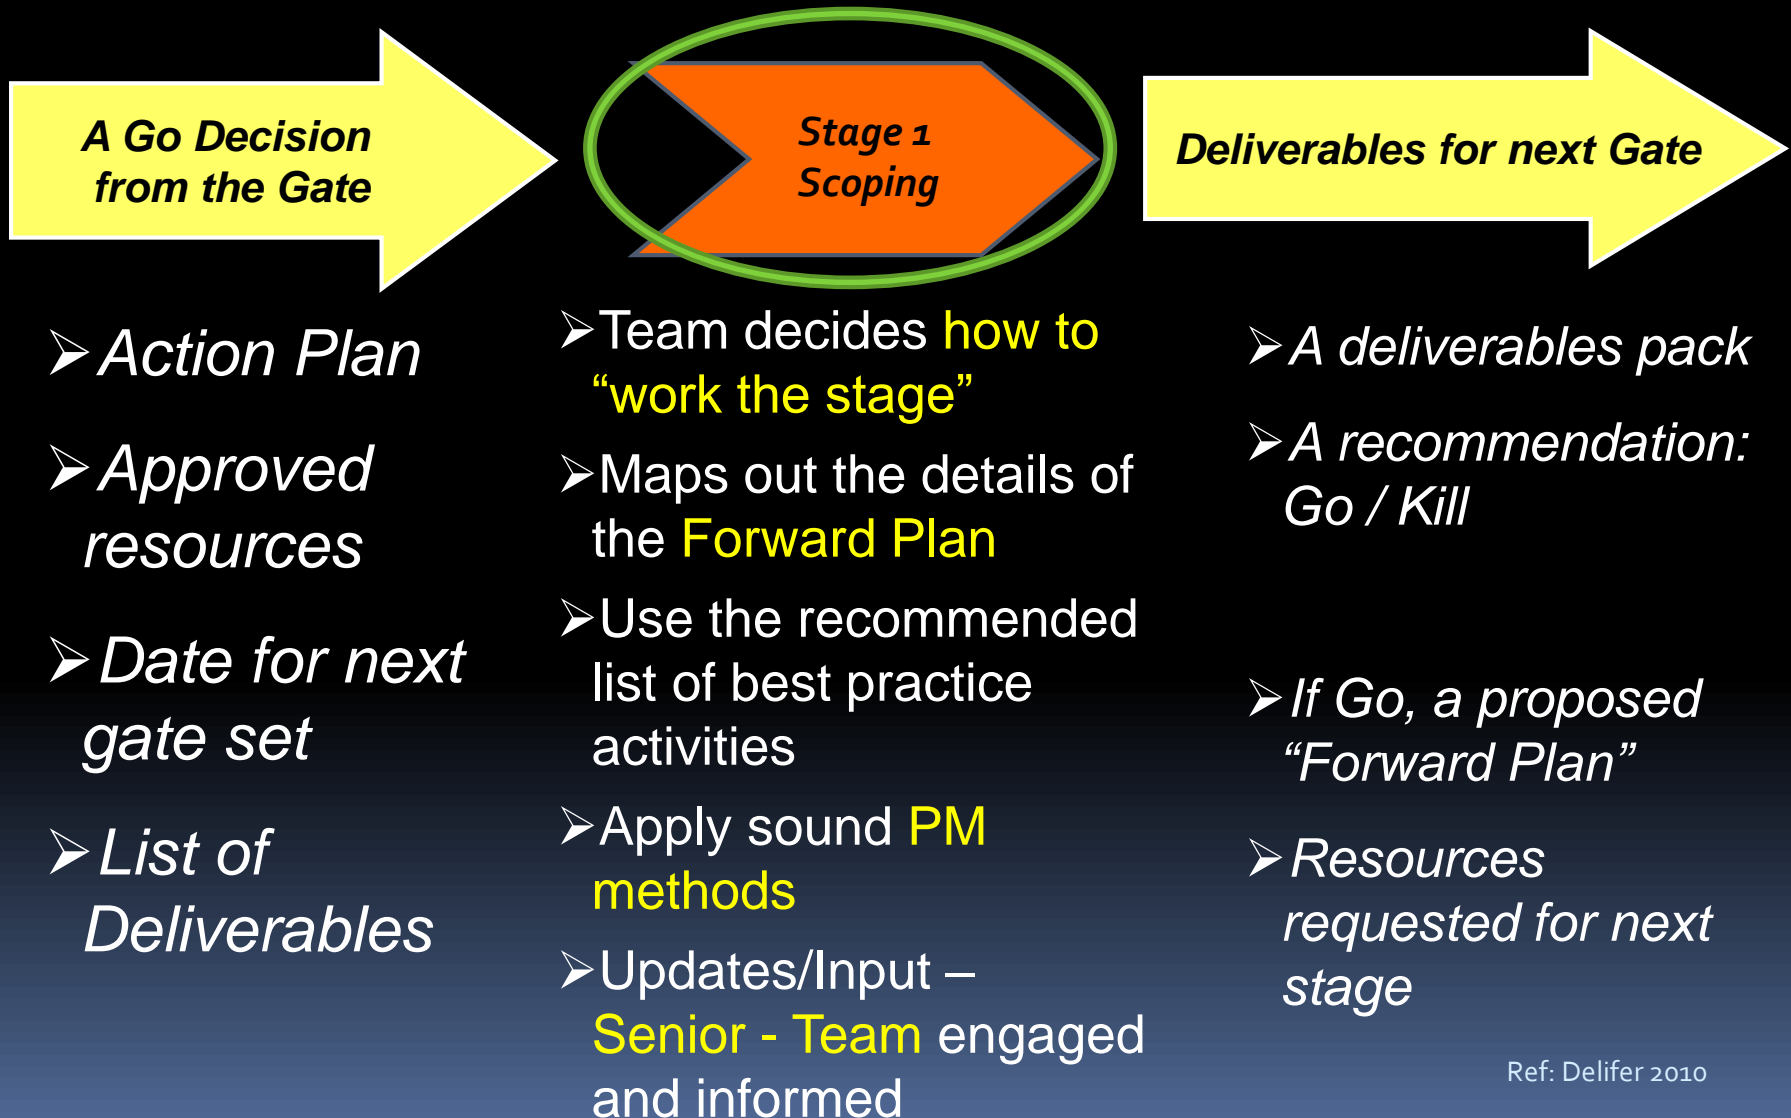 A Go Decision
from the Gate
➢Action Plan
➢Approved
resources
➢Date for next
gate set
➢List of
Deliverables
Stage 1
Scoping
➢Team decides how to
“work the stage”
➢Maps out the details of
the Forward Plan
➢Use the recommended
list of best practice
activities
➢Apply sound PM
methods
➢Updates/Input –
Senior - Team engaged
and informed
Deliverables for next Gate
➢A deliverables pack
➢A recommendation:
Go / Kill
➢If Go, a proposed
“Forward Plan”
➢Resources
requested for next
stage
Ref: Delifer 2010